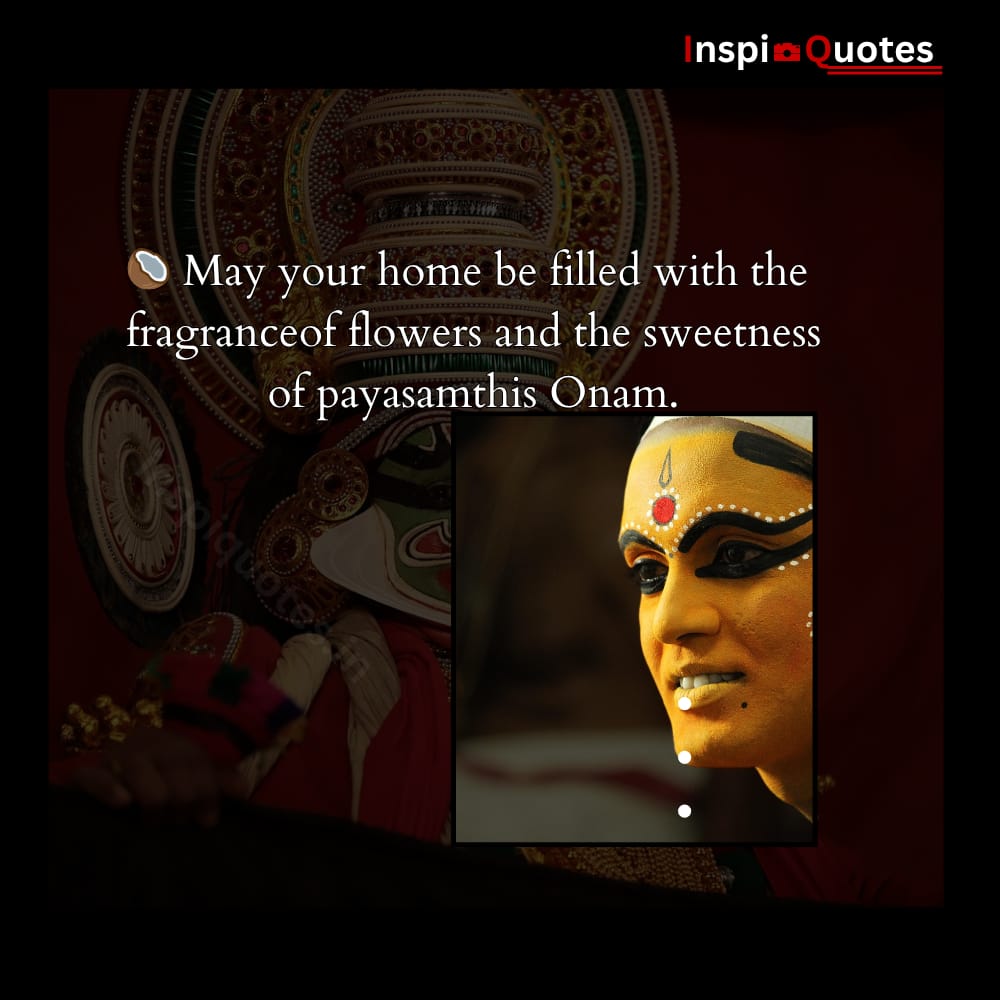 Inspi Quotes
🥥 May your home be filled with the
fragranceof flowers and the sweetness
of payasamthis Onam.